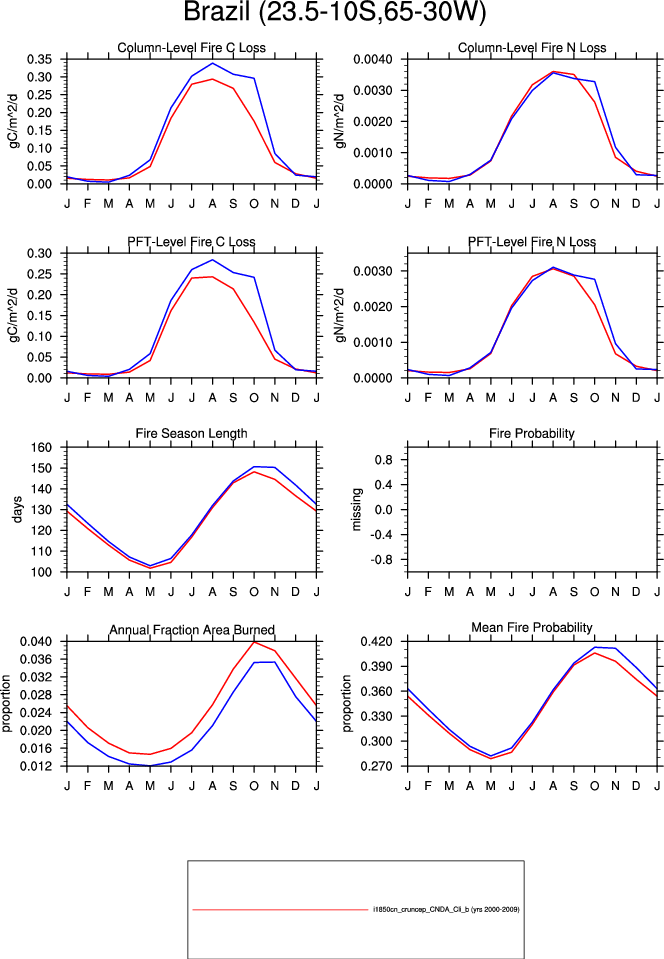 Brazil (23.5-10S,65-30W)
Column-Level Fire C Loss
gC/m^2/d
0.35
0.30
0.25
0.20
0.15
0.10
0.05
0.00
J F M A M J J A S O N D J
Column-Level Fire N Loss
gN/m^2/d
0.0040
0.0030
0.0020
0.0010
0.0000
J F M A M J J A S O N D J
PFT-Level Fire C Loss
gC/m^2/d
0.30
0.25
0.20
0.15
0.10
0.05
0.00
J F M A M J J A S O N D J
PFT-Level Fire N Loss
gN/m^2/d
0.0030
0.0020
0.0010
0.0000
J F M A M J J A S O N D J
Fire Season Length
days
160
150
140
130
120
110
100
J F M A M J J A S O N D J
Fire Probability
missing
0.8
0.4
0.0
-0.4
-0.8
J F M A M J J A S O N D J
Annual Fraction Area Burned
proportion
0.040
0.036
0.032
0.028
0.024
0.020
0.016
0.012
J F M A M J J A S O N D J
Mean Fire Probability
proportion
0.420
0.390
0.360
0.330
0.300
0.270
J F M A M J J A S O N D J
i1850cn_cruncep_CNDA_Cli_b (yrs 2000-2009)